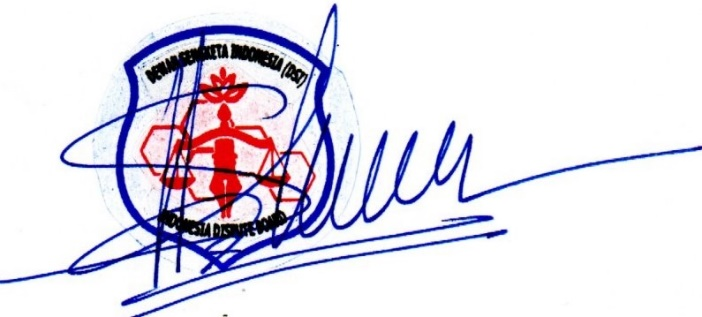 DEWAN SENGKETA INDONESIA (DSI)
INDONESIA DISPUTE BOARD